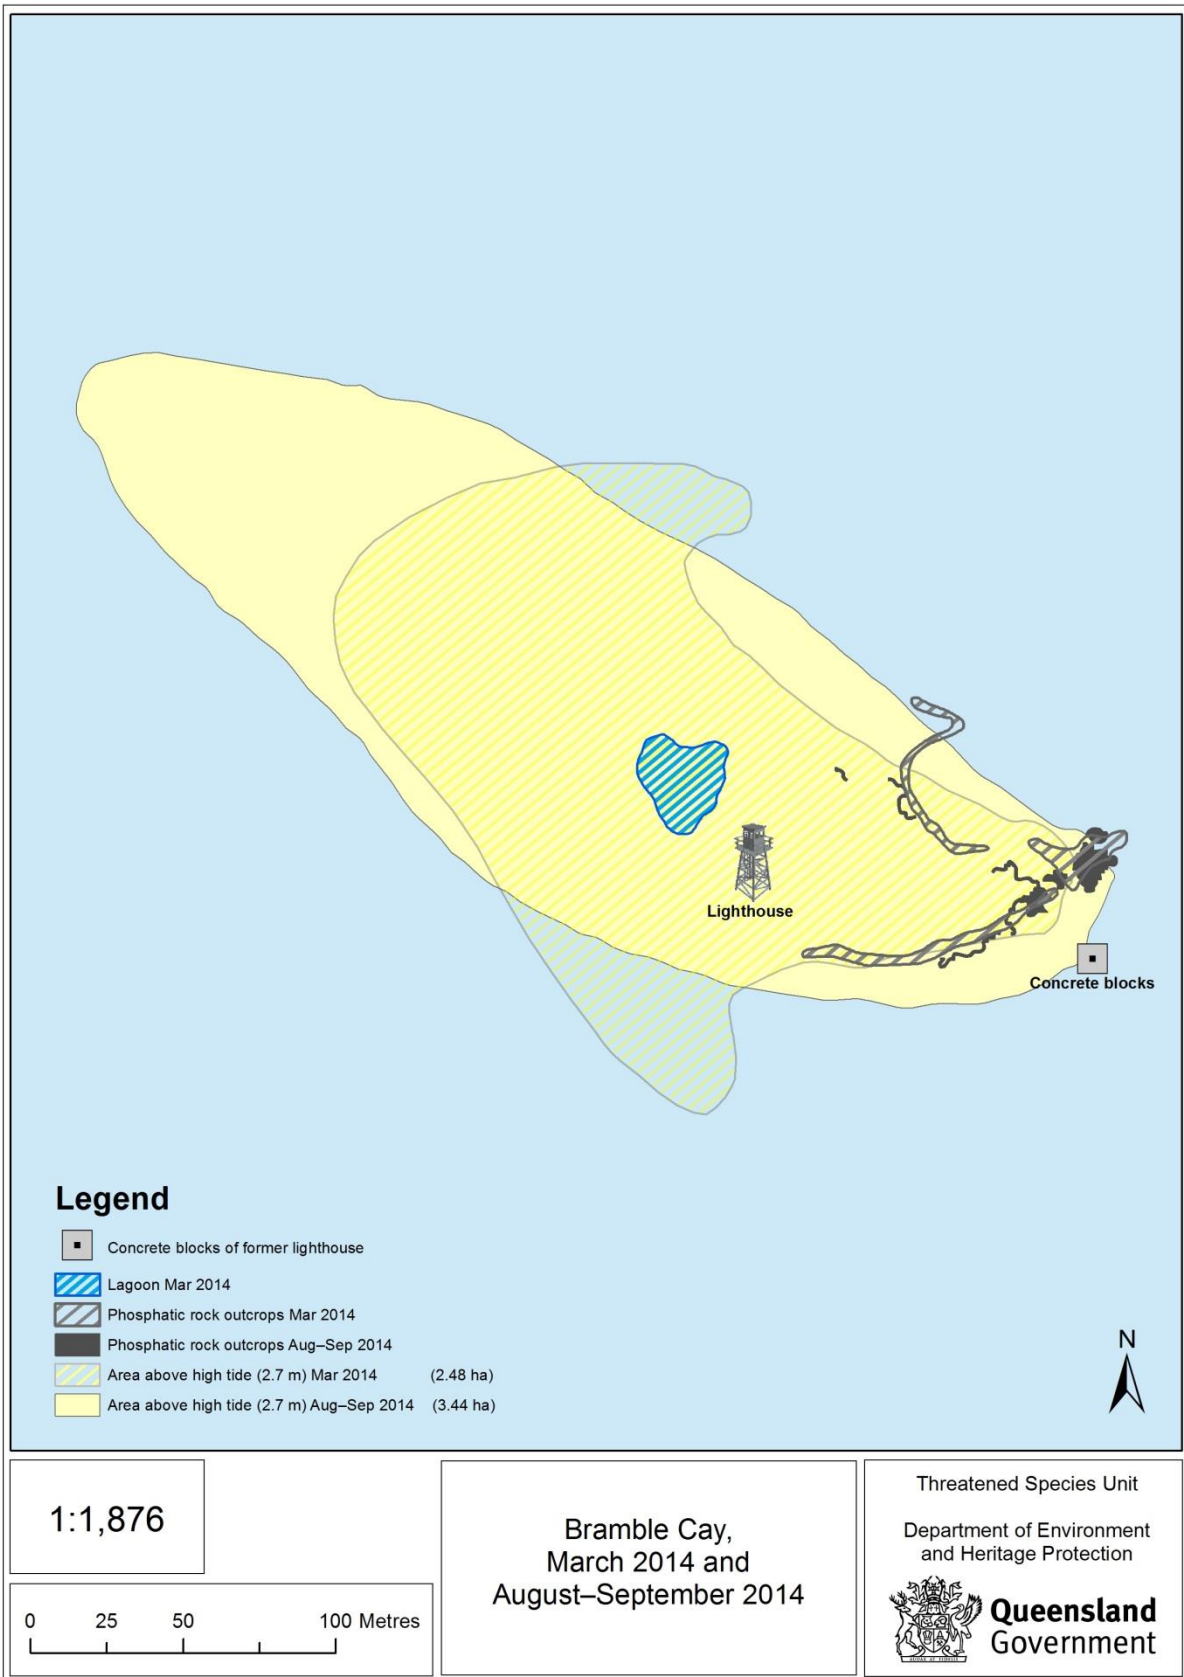 Lighthouse
Concrete blocks
Legend
Concrete blocks of former lighthouse
Lagoon Mar 2014
Phosphatic rock outcrops Mar 2014
Phosphatic rock outcrops Aug–Sep 2014
Area above high tide (2.7 m) Mar 2014 (2.48 ha)
Area above high tide (2.7 m) Aug–Sep 2014 (3.44 ha)
N
1:1,876
0 25 50 100 Metres
Bramble Cay,
March 2014 and
August–September 2014
Threatened Species Unit
Department of Environment
and Heritage Protection
Queensland
Government